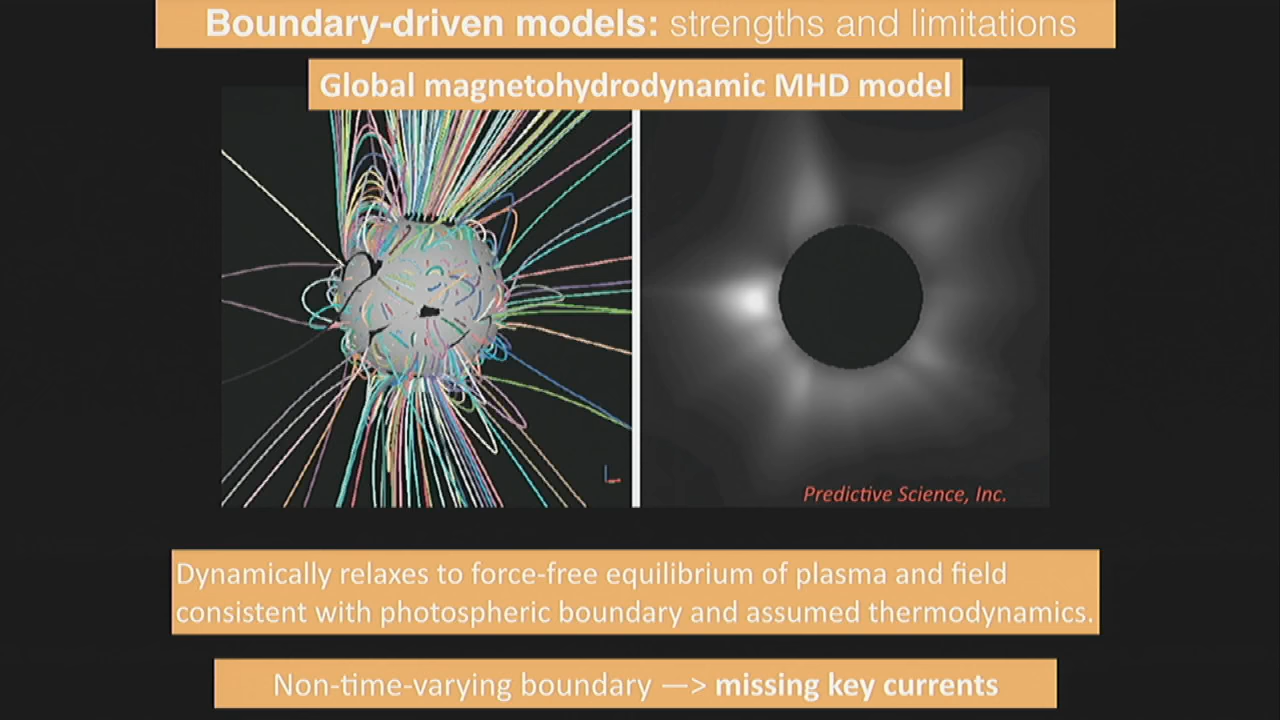 Boundary-driven models: strengths and limitations
Global magnetohydrodynamic MHD model
Predictive Science, Inc.
Dynamically relaxes to force-free equilibrium of plasma and field
consistent with photospheric boundary and assumed thermodynamics.
Non-time-varying boundary —> missing key currents